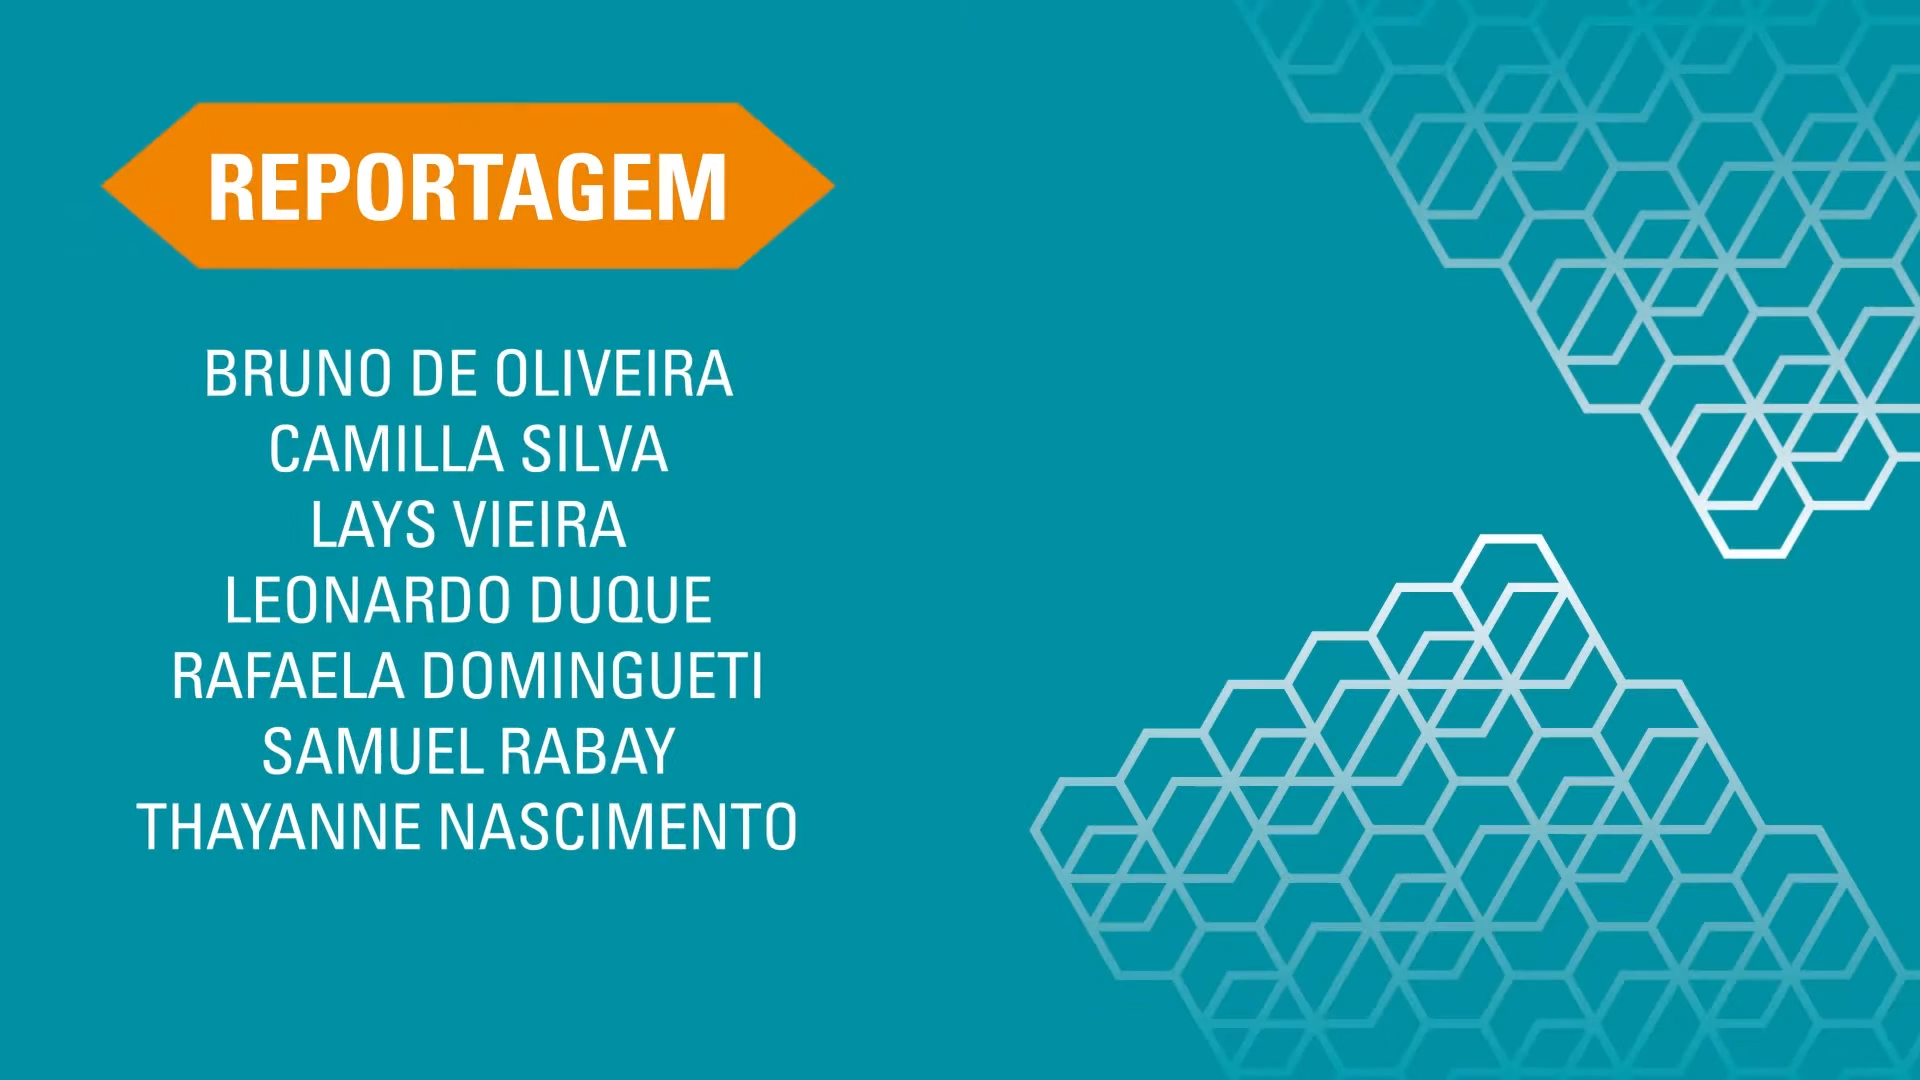 REPORTAGEM
BRUNO DE OLIVEIRA
CAMILLA SILVA
LAYS VIEIRA
LEONARDO DUQUE
RAFAELA DOMINGUETI
SAMUEL RABAY
THAYANNE NASCIMENTO